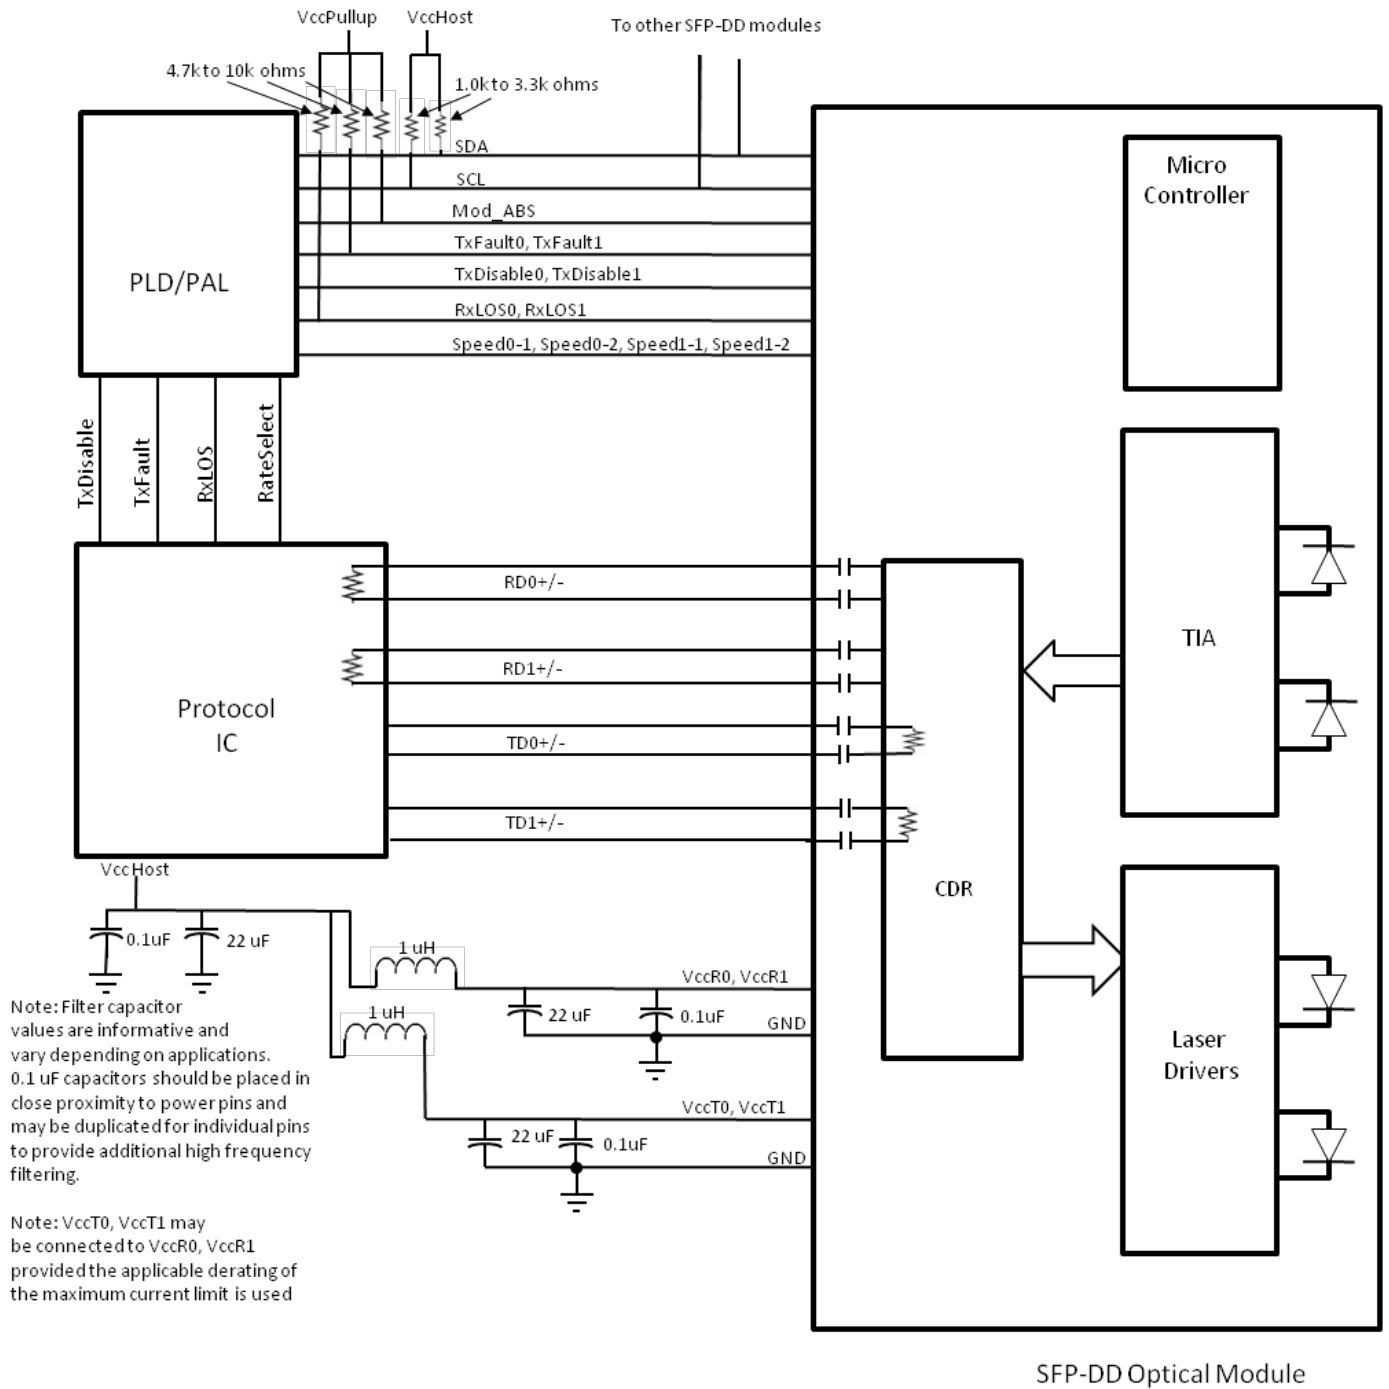 VccPullup
VccHost
To other SFP-DD modules
4.7k to 10k ohms
1.0k to 3.3k ohms
SDA
SCL
Mod_ABS
TxFault0, TxFault1
TxDisable0, TxDisable1
RxLOS0, RxLOS1
Speed0-1, Speed0-2, Speed1-1, Speed1-2
PLD/PAL
Micro
Controller
TxDisable
TxFault
RxLOS
RateSelect
RD0+/-
RD1+/-
TD0+/-
TD1+/-
Protocol
IC
TIA
CDR
VccHost
0.1uF
22 uF
1 uH
VccR0, VccR1
22 uF
0.1uF
GND
1 uH
VccT0, VccT1
22 uF
0.1uF
GND
Laser
Drivers
Note: Filter capacitor
values are informative and
vary depending on applications.
0.1 uF capacitors should be placed in
close proximity to power pins and
may be duplicated for individual pins
to provide additional high frequency
filtering.
Note: VccT0, VccT1 may
be connected to VccR0, VccR1
provided the applicable derating of
the maximum current limit is used
SFP-DD Optical Module